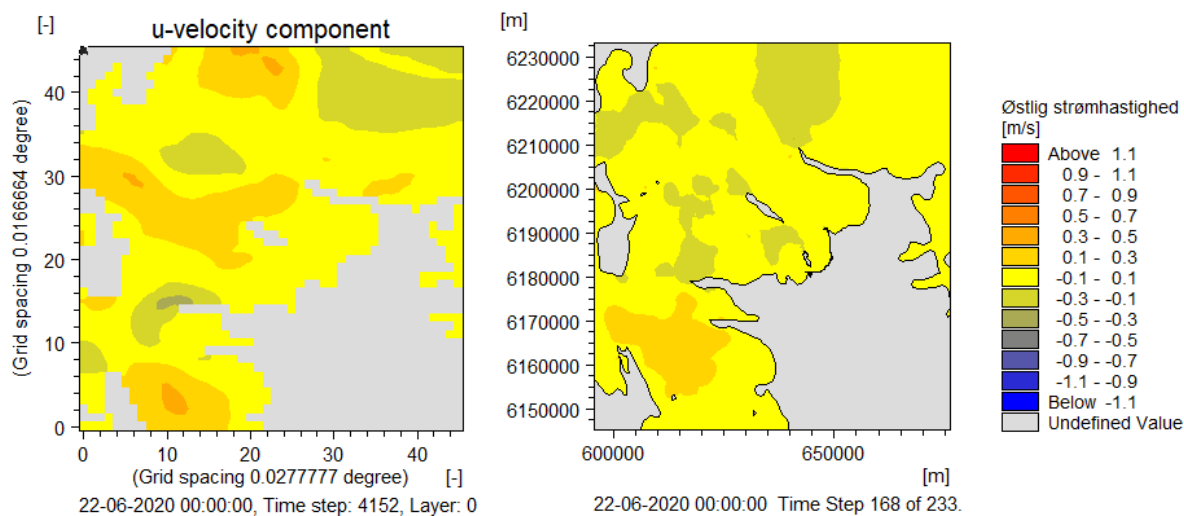 [-]
u-velocity component
(Grid spacing 0.0166664 degree)
40
30
20
10
0
0 10 20 30 40
(Grid spacing 0.0277777 degree) [-]
22-06-2020 00:00:00, Time step: 4152, Layer: 0
[m]
6230000
6220000
6210000
6200000
6190000
6180000
6170000
6160000
6150000
600000 650000
[m]
22-06-2020 00:00:00 Time Step 168 of 233.
Østlig strømhastighed
[m/s]
Above 1.1
0.9 - 1.1
0.7 - 0.9
0.5 - 0.7
0.3 - 0.5
0.1 - 0.3
-0.1 - 0.1
-0.3 - -0.1
-0.5 - -0.3
-0.7 - -0.5
-0.9 - -0.7
-1.1 - -0.9
Below -1.1
Undefined Value